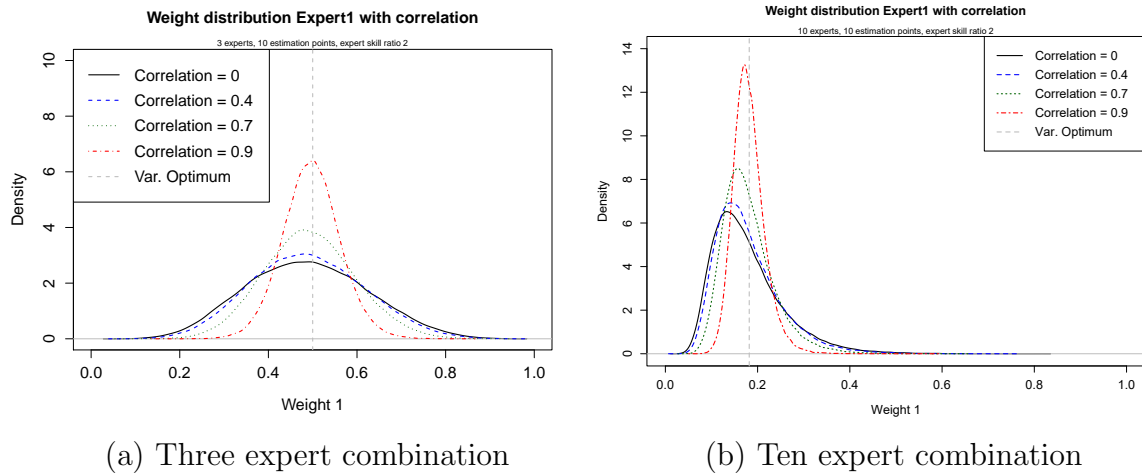 Weight distribution Expert1 with correlation
3 experts, 10 estimation points, expert skill ratio 2
Correlation = 0
Correlation = 0.4
Correlation = 0.7
Correlation = 0.9
Var. Optimum
Density
10
8
6
4
2
0
0.0 0.2 0.4 0.6 0.8 1.0
Weight 1
(a) Three expert combination
Weight distribution Expert1 with correlation
10 experts, 10 estimation points, expert skill ratio 2
Correlation = 0
Correlation = 0.4
Correlation = 0.7
Correlation = 0.9
Var. Optimum
Density
14
12
10
8
6
4
2
0
0.0 0.2 0.4 0.6 0.8 1.0
Weight 1
(b) Ten expert combination